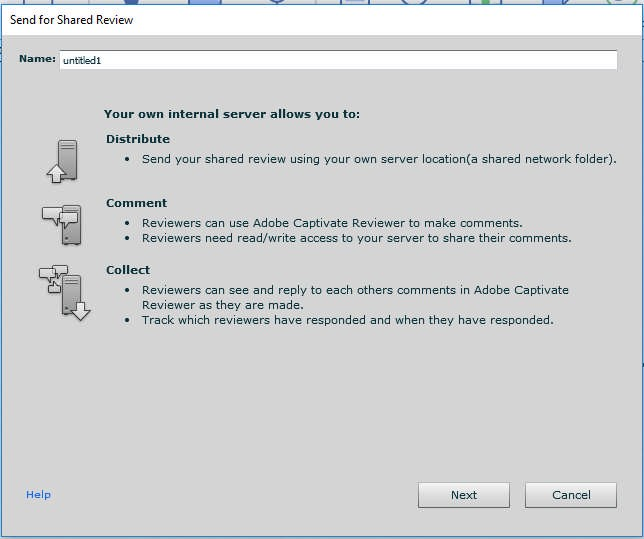 Send for Shared Review
Name: untitled1
Your own internal server allows you to:
Distribute
• Send your shared review using your own server location(a shared network folder).
Comment
• Reviewers can use Adobe Captivate Reviewer to make comments.
• Reviewers need read/write access to your server to share their comments.
Collect
• Reviewers can see and reply to each others comments in Adobe Captivate
Reviewer as they are made.
• Track which reviewers have responded and when they have responded.
Help
Next
Cancel